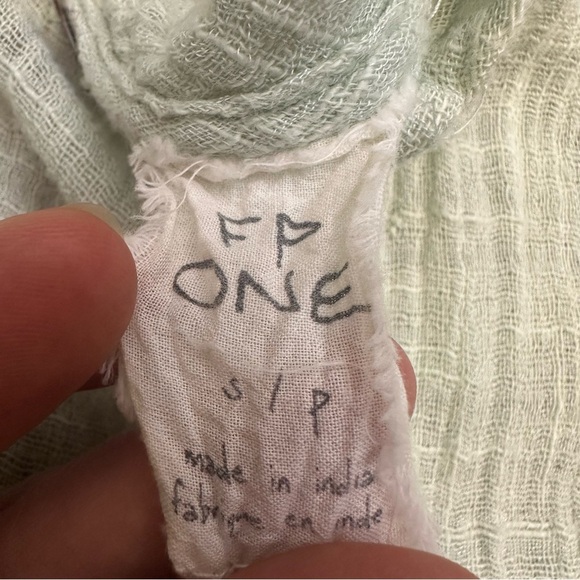 FP
ONE
s / p
made in india
fabrique en inde